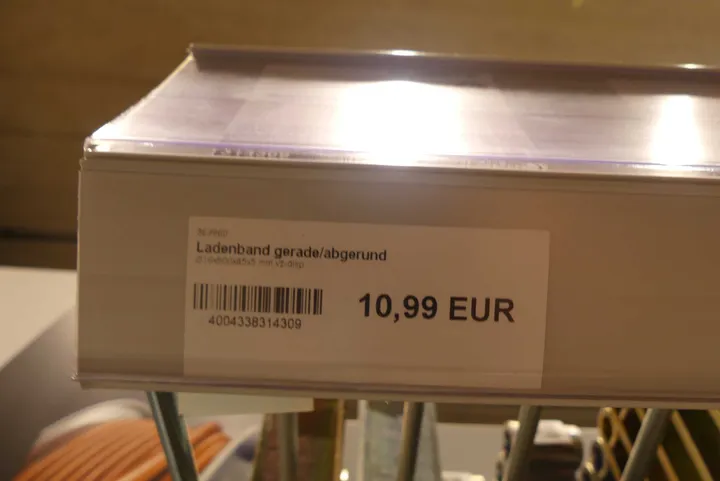 Ladenband gerade/abgerund
4004338314309
10,99 EUR